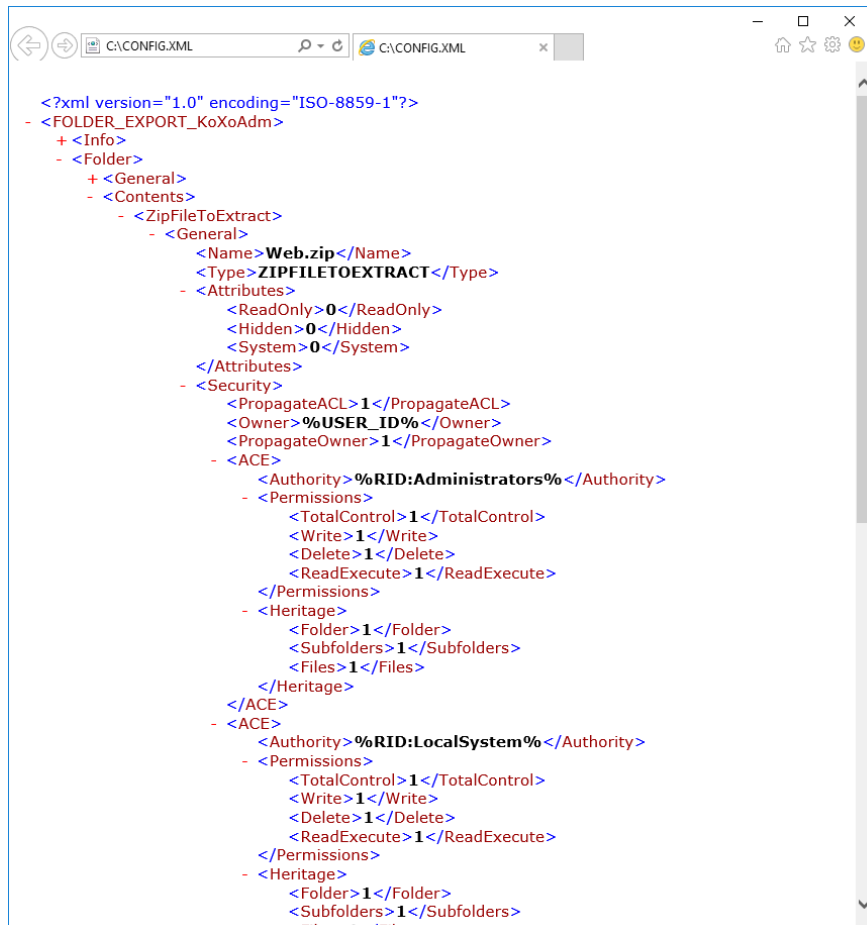 C:\CONFIG.XML
C:\CONFIG.XML
<?xml version="1.0" encoding="ISO-8859-1"?>
- <FOLDER_EXPORT_KoXoAdm>
+ <Info>
- <Folder>
+ <General>
- <Contents>
- <ZipFileToExtract>
- <General>
<Name>Web.zip</Name>
<Type>ZIPFILETOEXTRACT</Type>
- <Attributes>
<ReadOnly>0</ReadOnly>
<Hidden>0</Hidden>
<System>0</System>
</Attributes>
- <Security>
<PropagateACL>1</PropagateACL>
<Owner>%USER_ID%</Owner>
<PropagateOwner>1</PropagateOwner>
- <ACE>
<Authority>%RID:Administrators%</Authority>
- <Permissions>
<TotalControl>1</TotalControl>
<Write>1</Write>
<Delete>1</Delete>
<ReadExecute>1</ReadExecute>
</Permissions>
- <Heritage>
<Folder>1</Folder>
<Subfolders>1</Subfolders>
<Files>1</Files>
</Heritage>
</ACE>
- <ACE>
<Authority>%RID:LocalSystem%</Authority>
- <Permissions>
<TotalControl>1</TotalControl>
<Write>1</Write>
<Delete>1</Delete>
<ReadExecute>1</ReadExecute>
</Permissions>
- <Heritage>
<Folder>1</Folder>
<Subfolders>1</Subfolders>